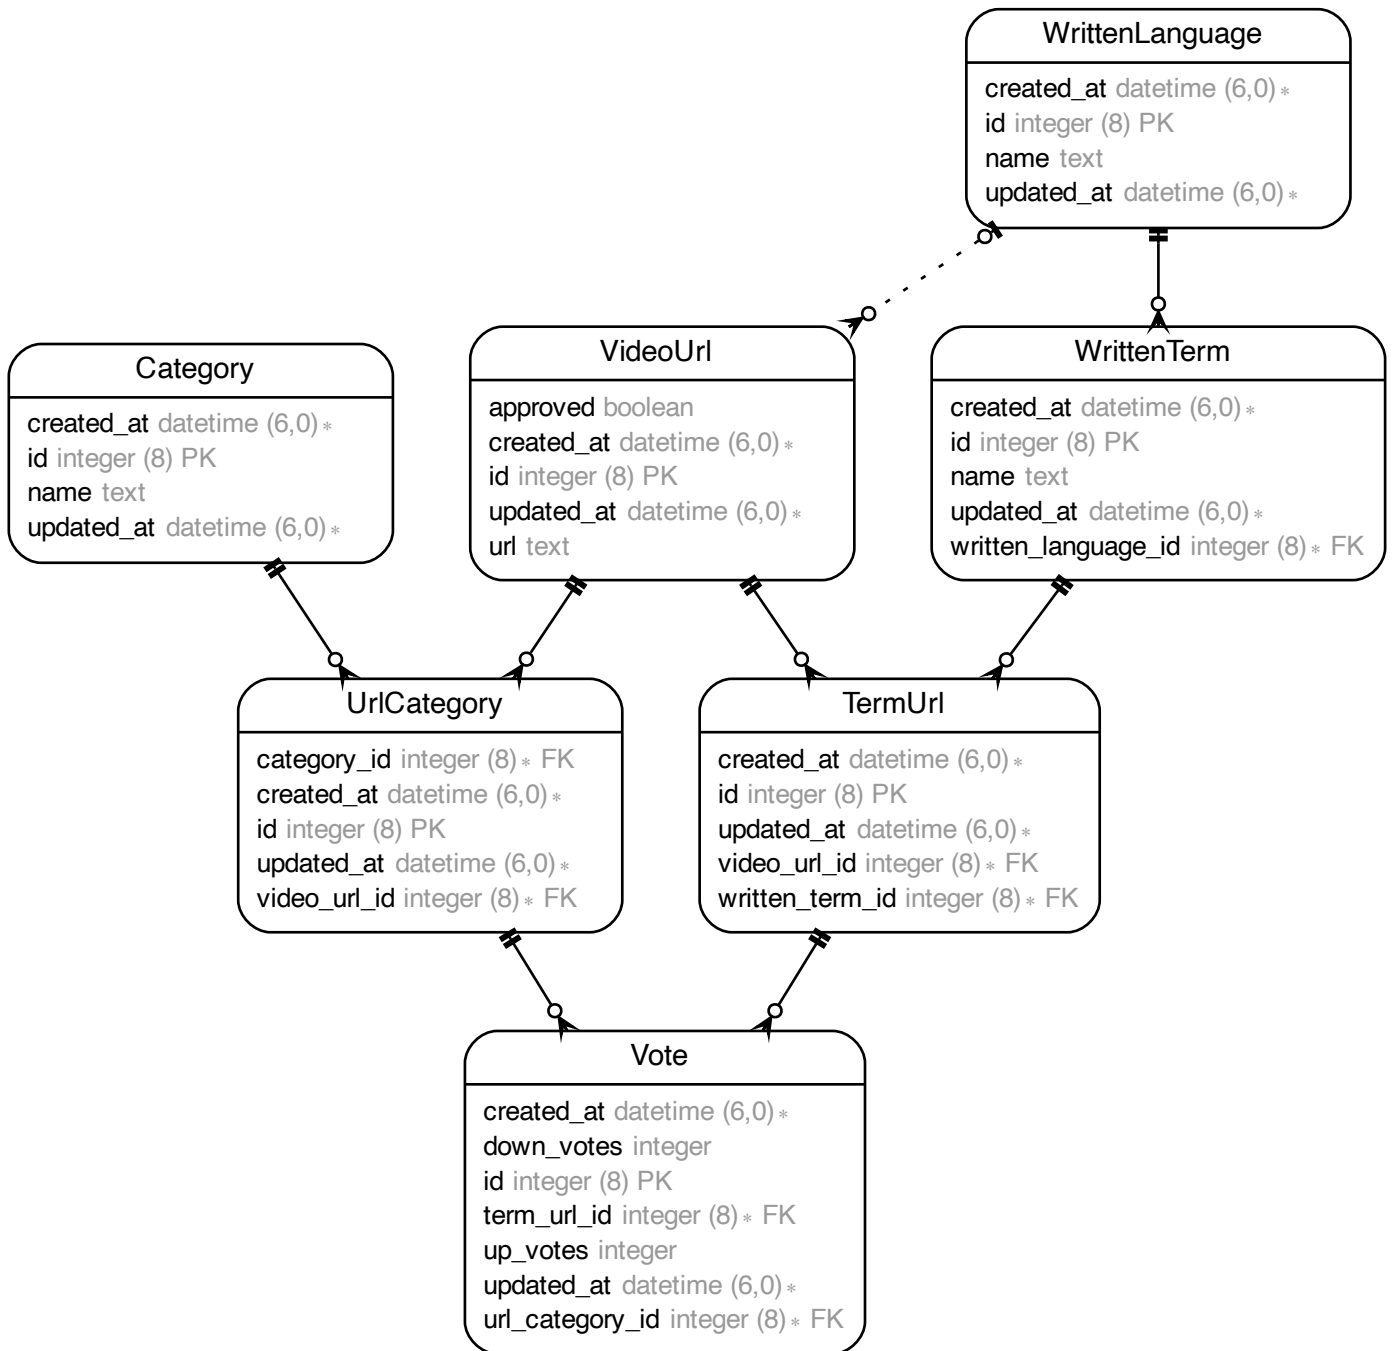 WrittenLanguage
created_at datetime (6,0) *
id integer (8) PK
name text
updated_at datetime (6,0) *
Category
created_at datetime (6,0) *
id integer (8) PK
name text
updated_at datetime (6,0) *
VideoUrl
approved boolean
created_at datetime (6,0) *
id integer (8) PK
updated_at datetime (6,0) *
url text
WrittenTerm
created_at datetime (6,0) *
id integer (8) PK
name text
updated_at datetime (6,0) *
written_language_id integer (8) * FK
UrlCategory
category_id integer (8) * FK
created_at datetime (6,0) *
id integer (8) PK
updated_at datetime (6,0) *
video_url_id integer (8) * FK
TermUrl
created_at datetime (6,0) *
id integer (8) PK
updated_at datetime (6,0) *
video_url_id integer (8) * FK
written_term_id integer (8) * FK
Vote
created_at datetime (6,0) *
down_votes integer
id integer (8) PK
term_url_id integer (8) * FK
up_votes integer
updated_at datetime (6,0) *
url_category_id integer (8) * FK